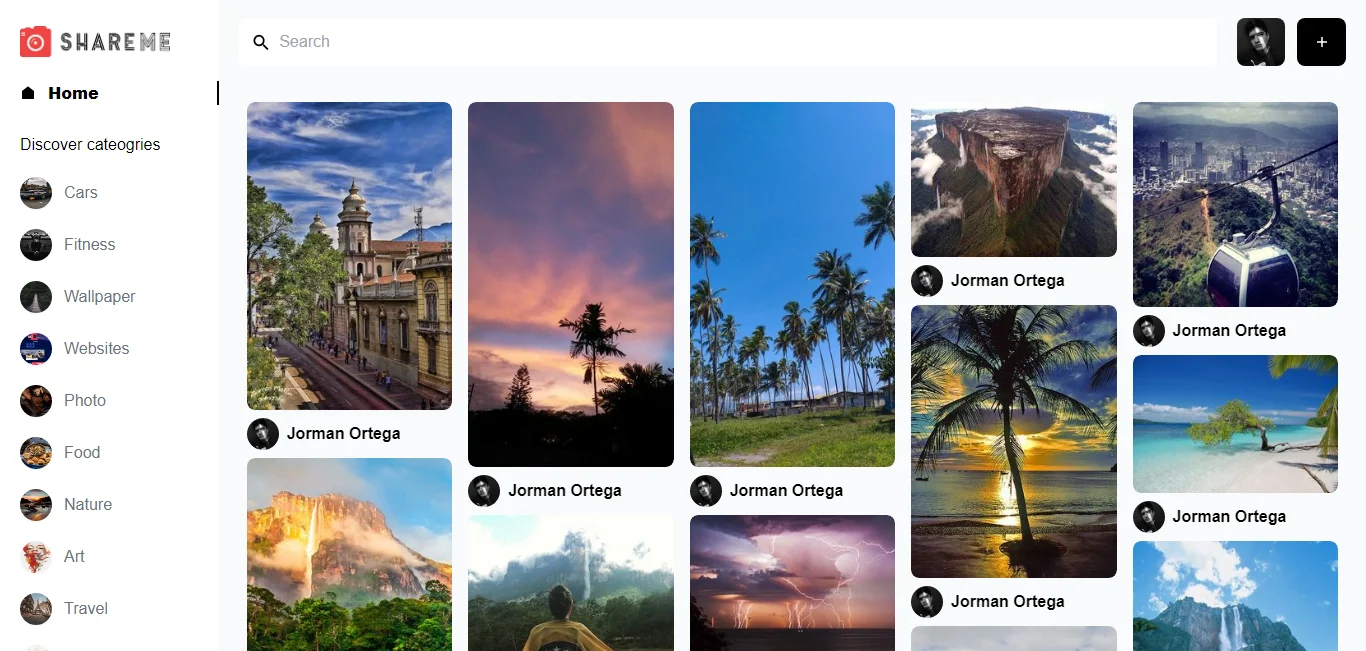 SHAREME
Search
+
Home
Discover cateogries
Cars
Fitness
Wallpaper
Websites
Photo
Food
Nature
Art
Travel
Jorman Ortega
Jorman Ortega
Jorman Ortega
Jorman Ortega
Jorman Ortega
Jorman Ortega
Jorman Ortega